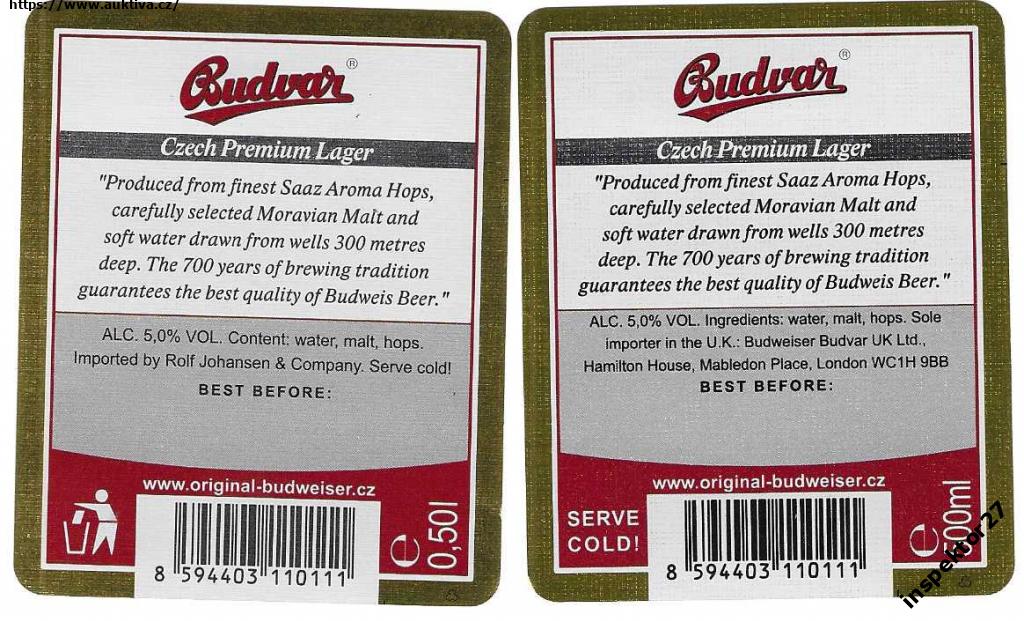 https://www.auktiva.cz/
Budvar®
Czech Premium Lager
"Produced from finest Saaz Aroma Hops,
carefully selected Moravian Malt and
soft water drawn from wells 300 metres
deep. The 700 years of brewing tradition
guarantees the best quality of Budweis Beer."
ALC. 5,0% VOL. Content: water, malt, hops.
Imported by Rolf Johansen & Company. Serve cold!
BEST BEFORE:
www.original-budweiser.cz
e 0,50l
8 594403 110111
Budvar®
Czech Premium Lager
"Produced from finest Saaz Aroma Hops,
carefully selected Moravian Malt and
soft water drawn from wells 300 metres
deep. The 700 years of brewing tradition
guarantees the best quality of Budweis Beer."
ALC. 5,0% VOL. Ingredients: water, malt, hops. Sole
importer in the U.K.: Budweiser Budvar UK Ltd.,
Hamilton House, Mabledon Place, London WC1H 9BB
BEST BEFORE:
www.original-budweiser.cz
SERVE
COLD!
e
8 594403 110111
inspektor27